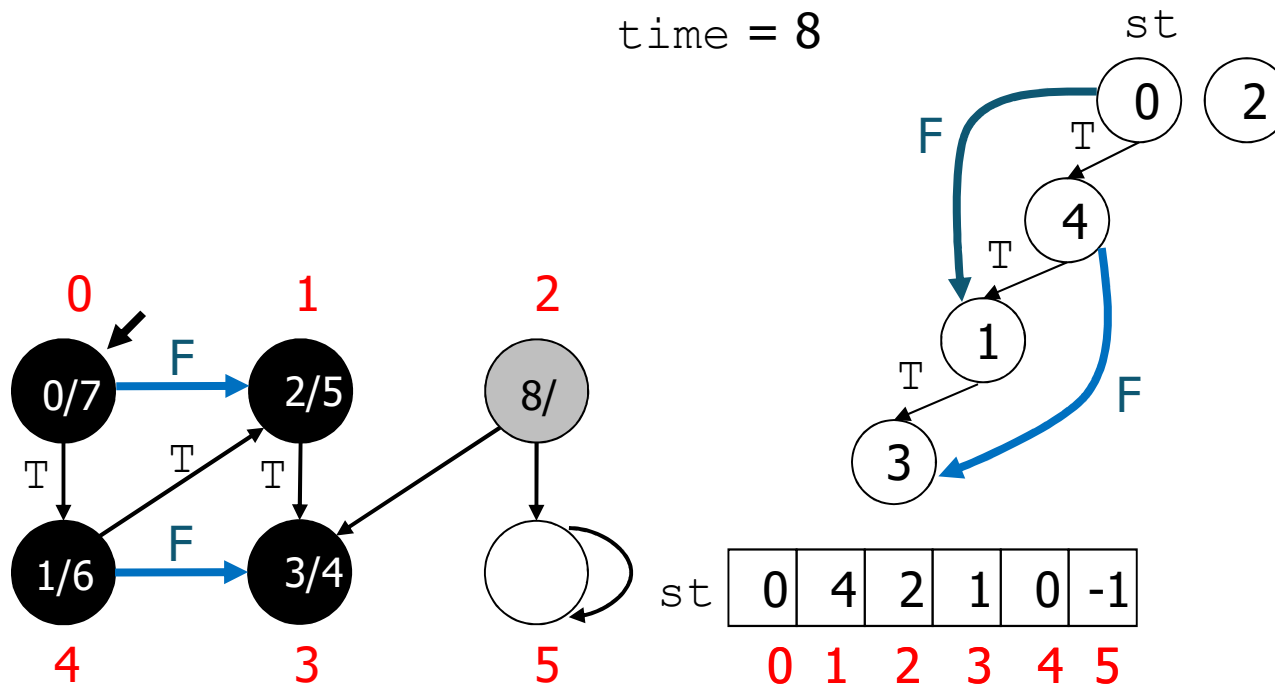 time = 8
st
0 2
F T
4
T
1
T F
3
0 1 2
0/7 F 2/5 8/
T T T
1/6 F 3/4
4 3 5
st 0 4 2 1 0 -1
0 1 2 3 4 5